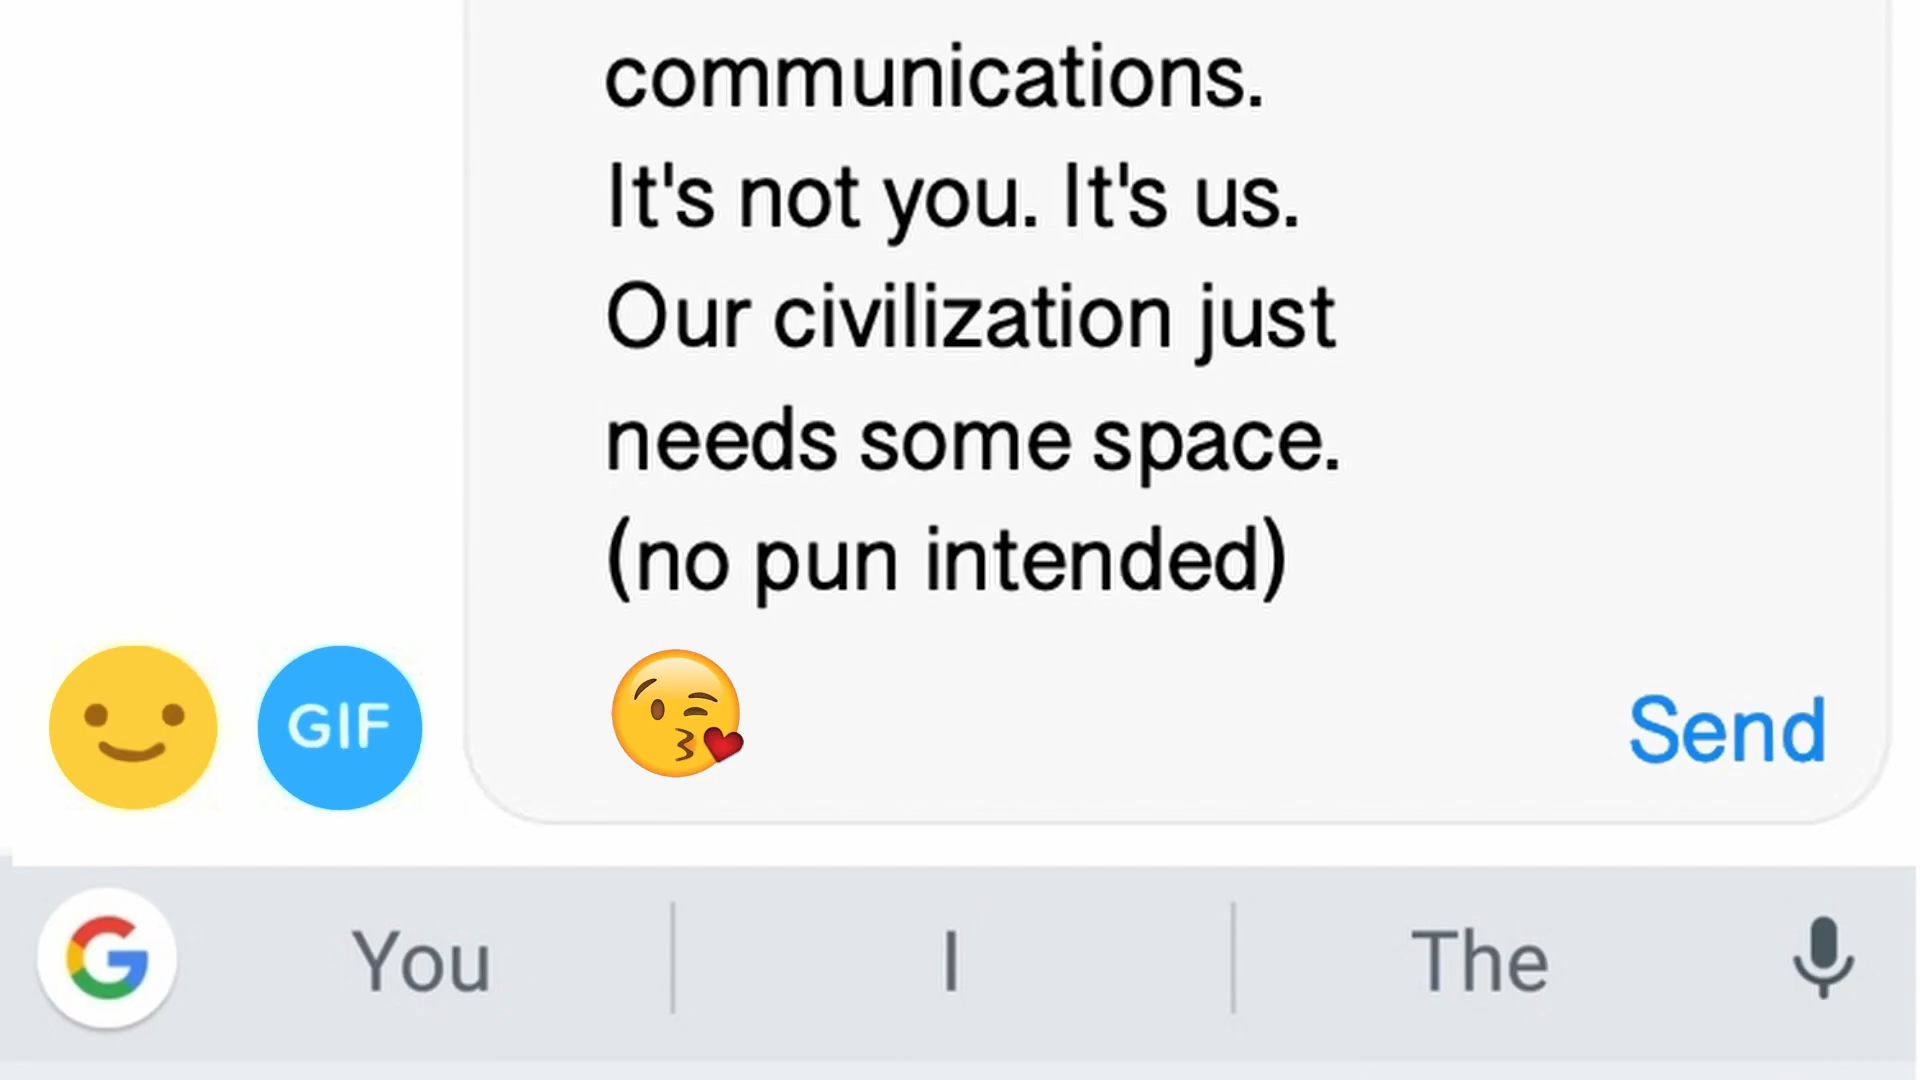 communications.
It's not you. It's us.
Our civilization just
needs some space.
(no pun intended)
😘
GIF
Send
G
You
I
The